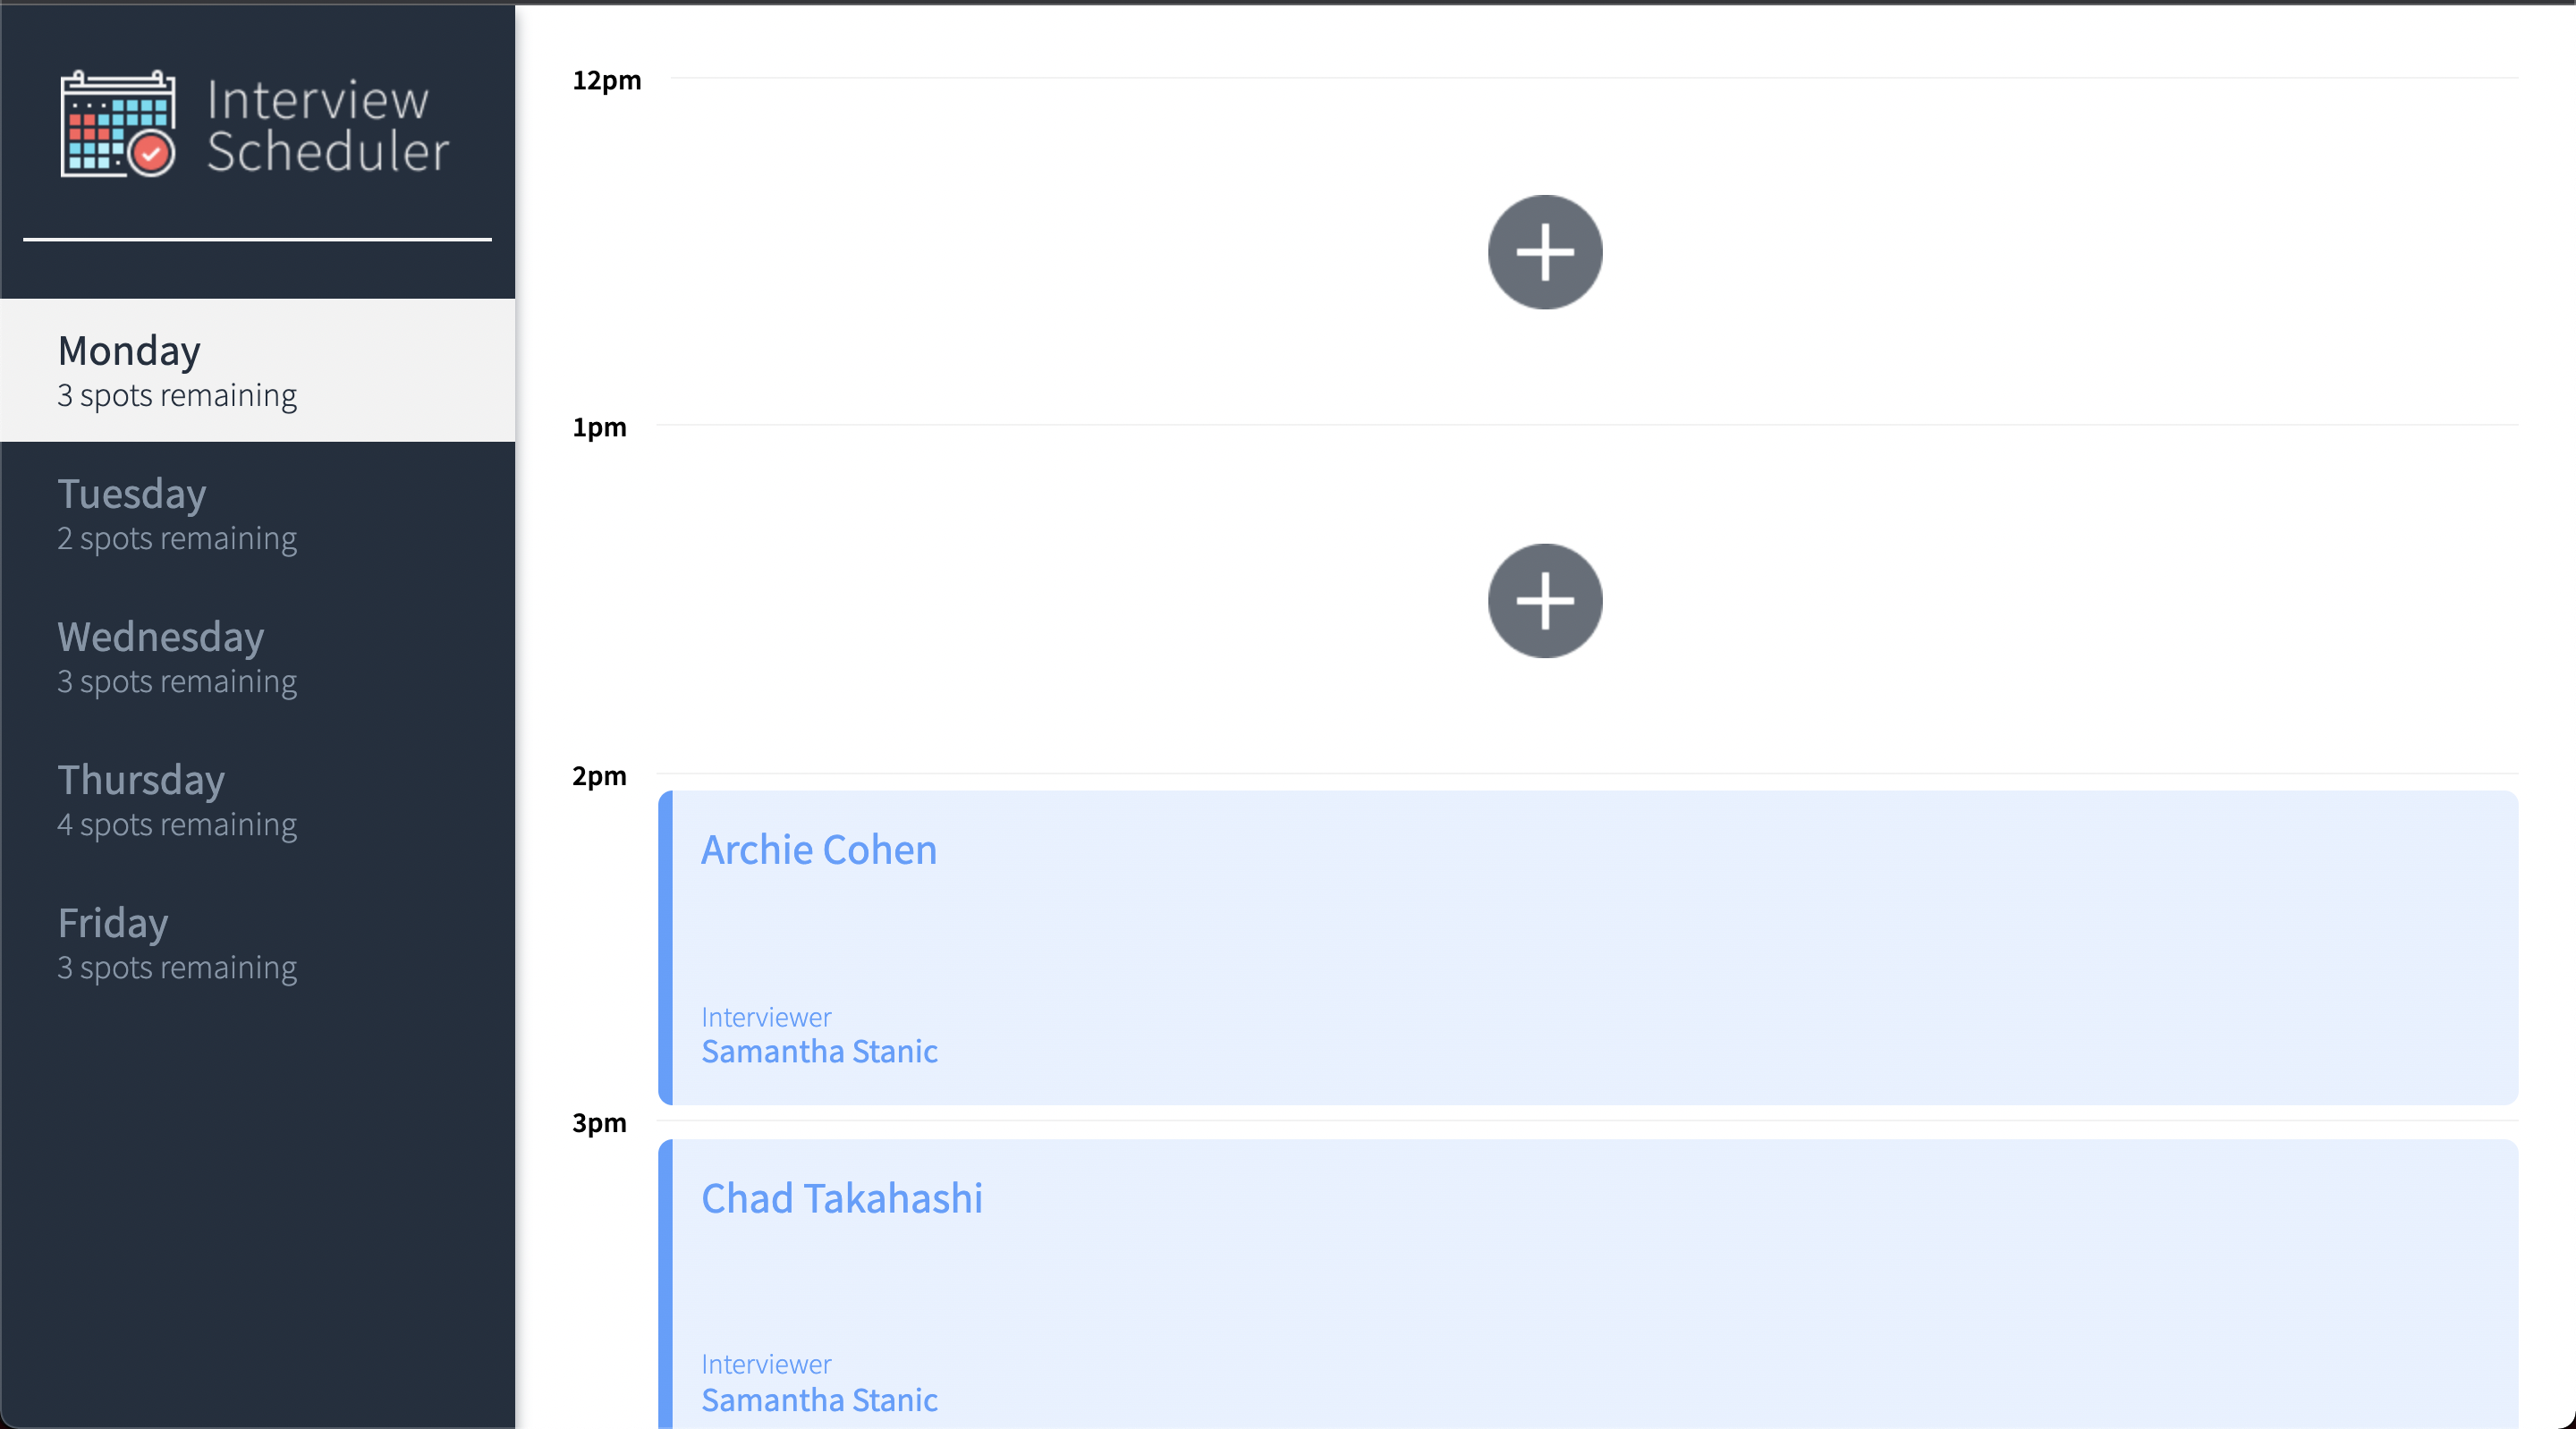 Interview
Scheduler
Monday
3 spots remaining
Tuesday
2 spots remaining
Wednesday
3 spots remaining
Thursday
4 spots remaining
Friday
3 spots remaining
12pm
1pm
2pm
Archie Cohen
Interviewer
Samantha Stanic
3pm
Chad Takahashi
Interviewer
Samantha Stanic